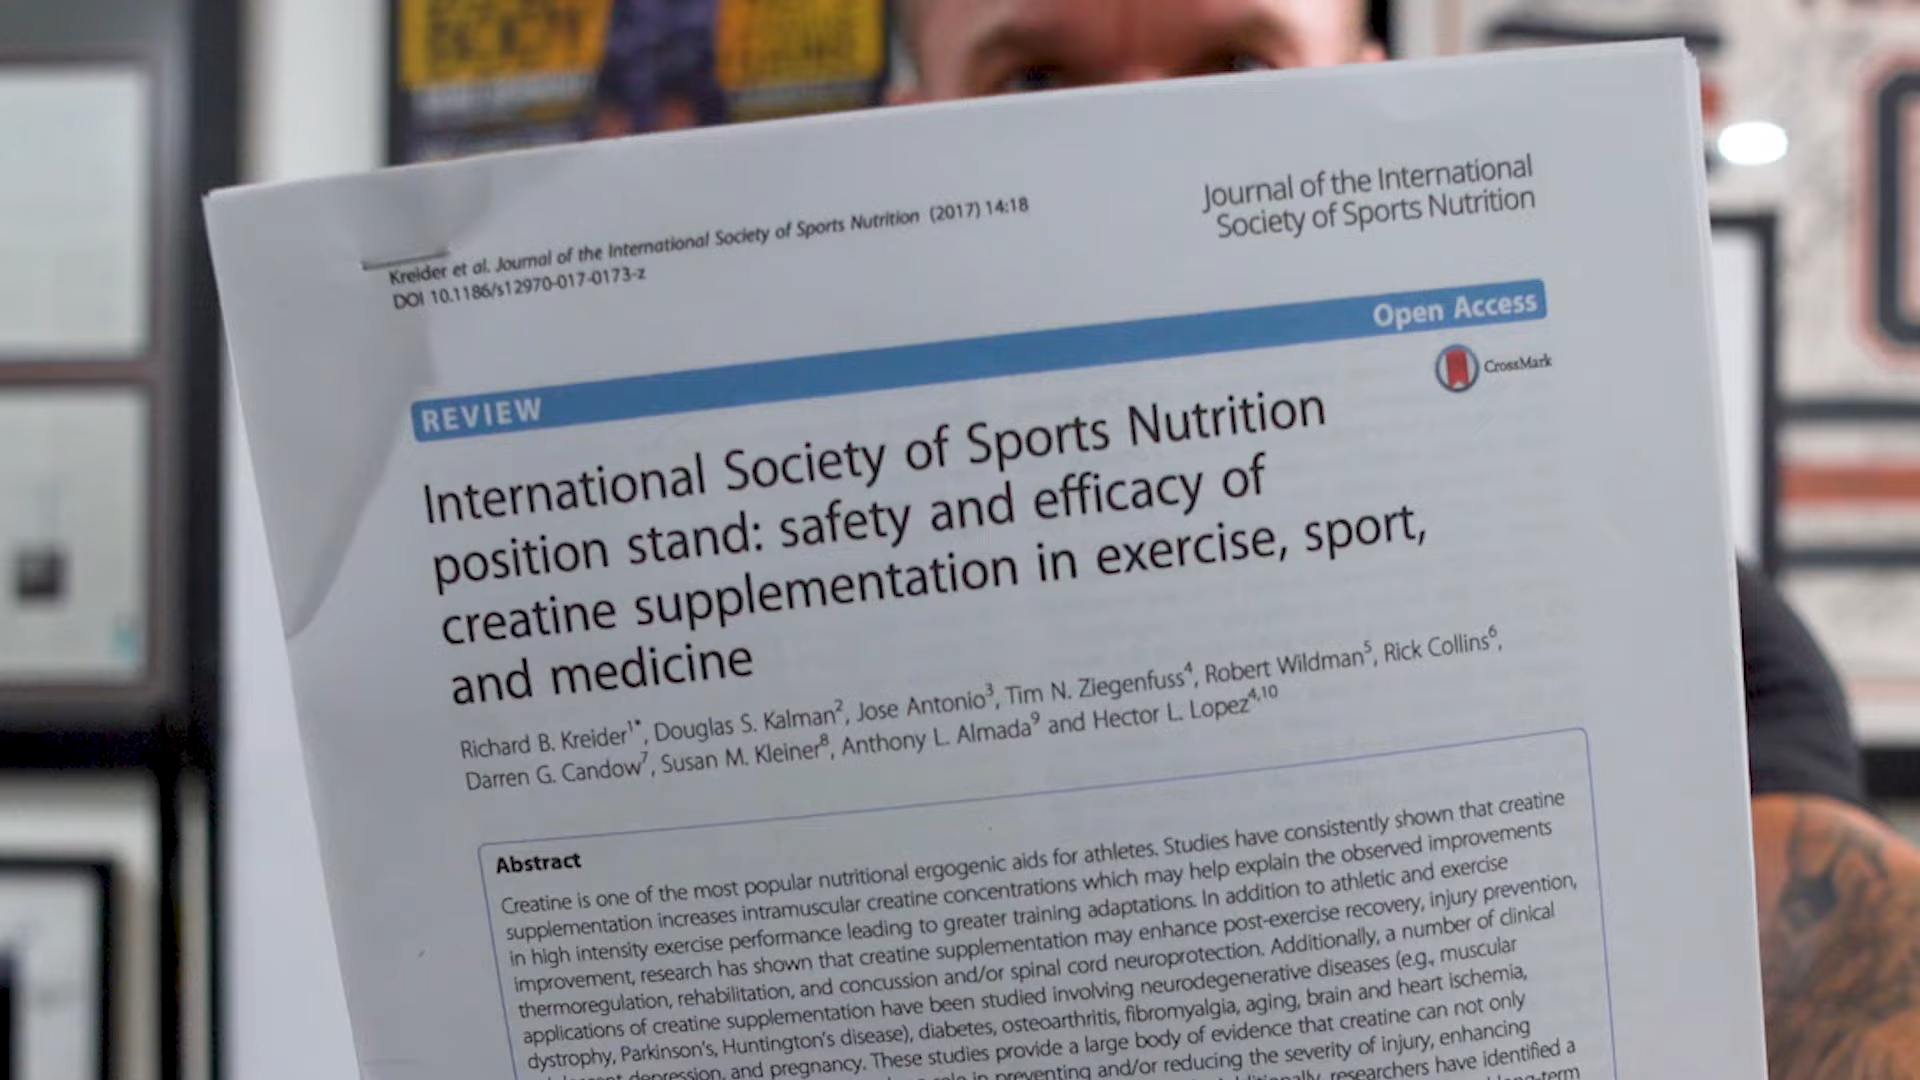 Kreider et al. Journal of the International Society of Sports Nutrition (2017) 14:18
DOI 10.1186/s12970-017-0173-z
Journal of the International
Society of Sports Nutrition
REVIEW
Open Access
CrossMark
International Society of Sports Nutrition
position stand: safety and efficacy of
creatine supplementation in exercise, sport,
and medicine
Richard B. Kreider1*, Douglas S. Kalman2, Jose Antonio3, Tim N. Ziegenfuss4, Robert Wildman5, Rick Collins6,
Darren G. Candow7, Susan M. Kleiner8, Anthony L. Almada9 and Hector L. Lopez4,10
Abstract
Creatine is one of the most popular nutritional ergogenic aids for athletes. Studies have consistently shown that creatine
supplementation increases intramuscular creatine concentrations which may help explain the observed improvements
in high intensity exercise performance leading to greater training adaptations. In addition to athletic and exercise
improvement, research has shown that creatine supplementation may enhance post-exercise recovery, injury prevention,
thermoregulation, rehabilitation, and concussion and/or spinal cord neuroprotection. Additionally, a number of clinical
applications of creatine supplementation have been studied involving neurodegenerative diseases (e.g., muscular
dystrophy, Parkinson's, Huntington's disease), diabetes, osteoarthritis, fibromyalgia, aging, brain and heart ischemia,
depression, and pregnancy. These studies provide a large body of evidence that creatine can not only
in preventing and/or reducing the severity of injury, enhancing
researchers have identified a